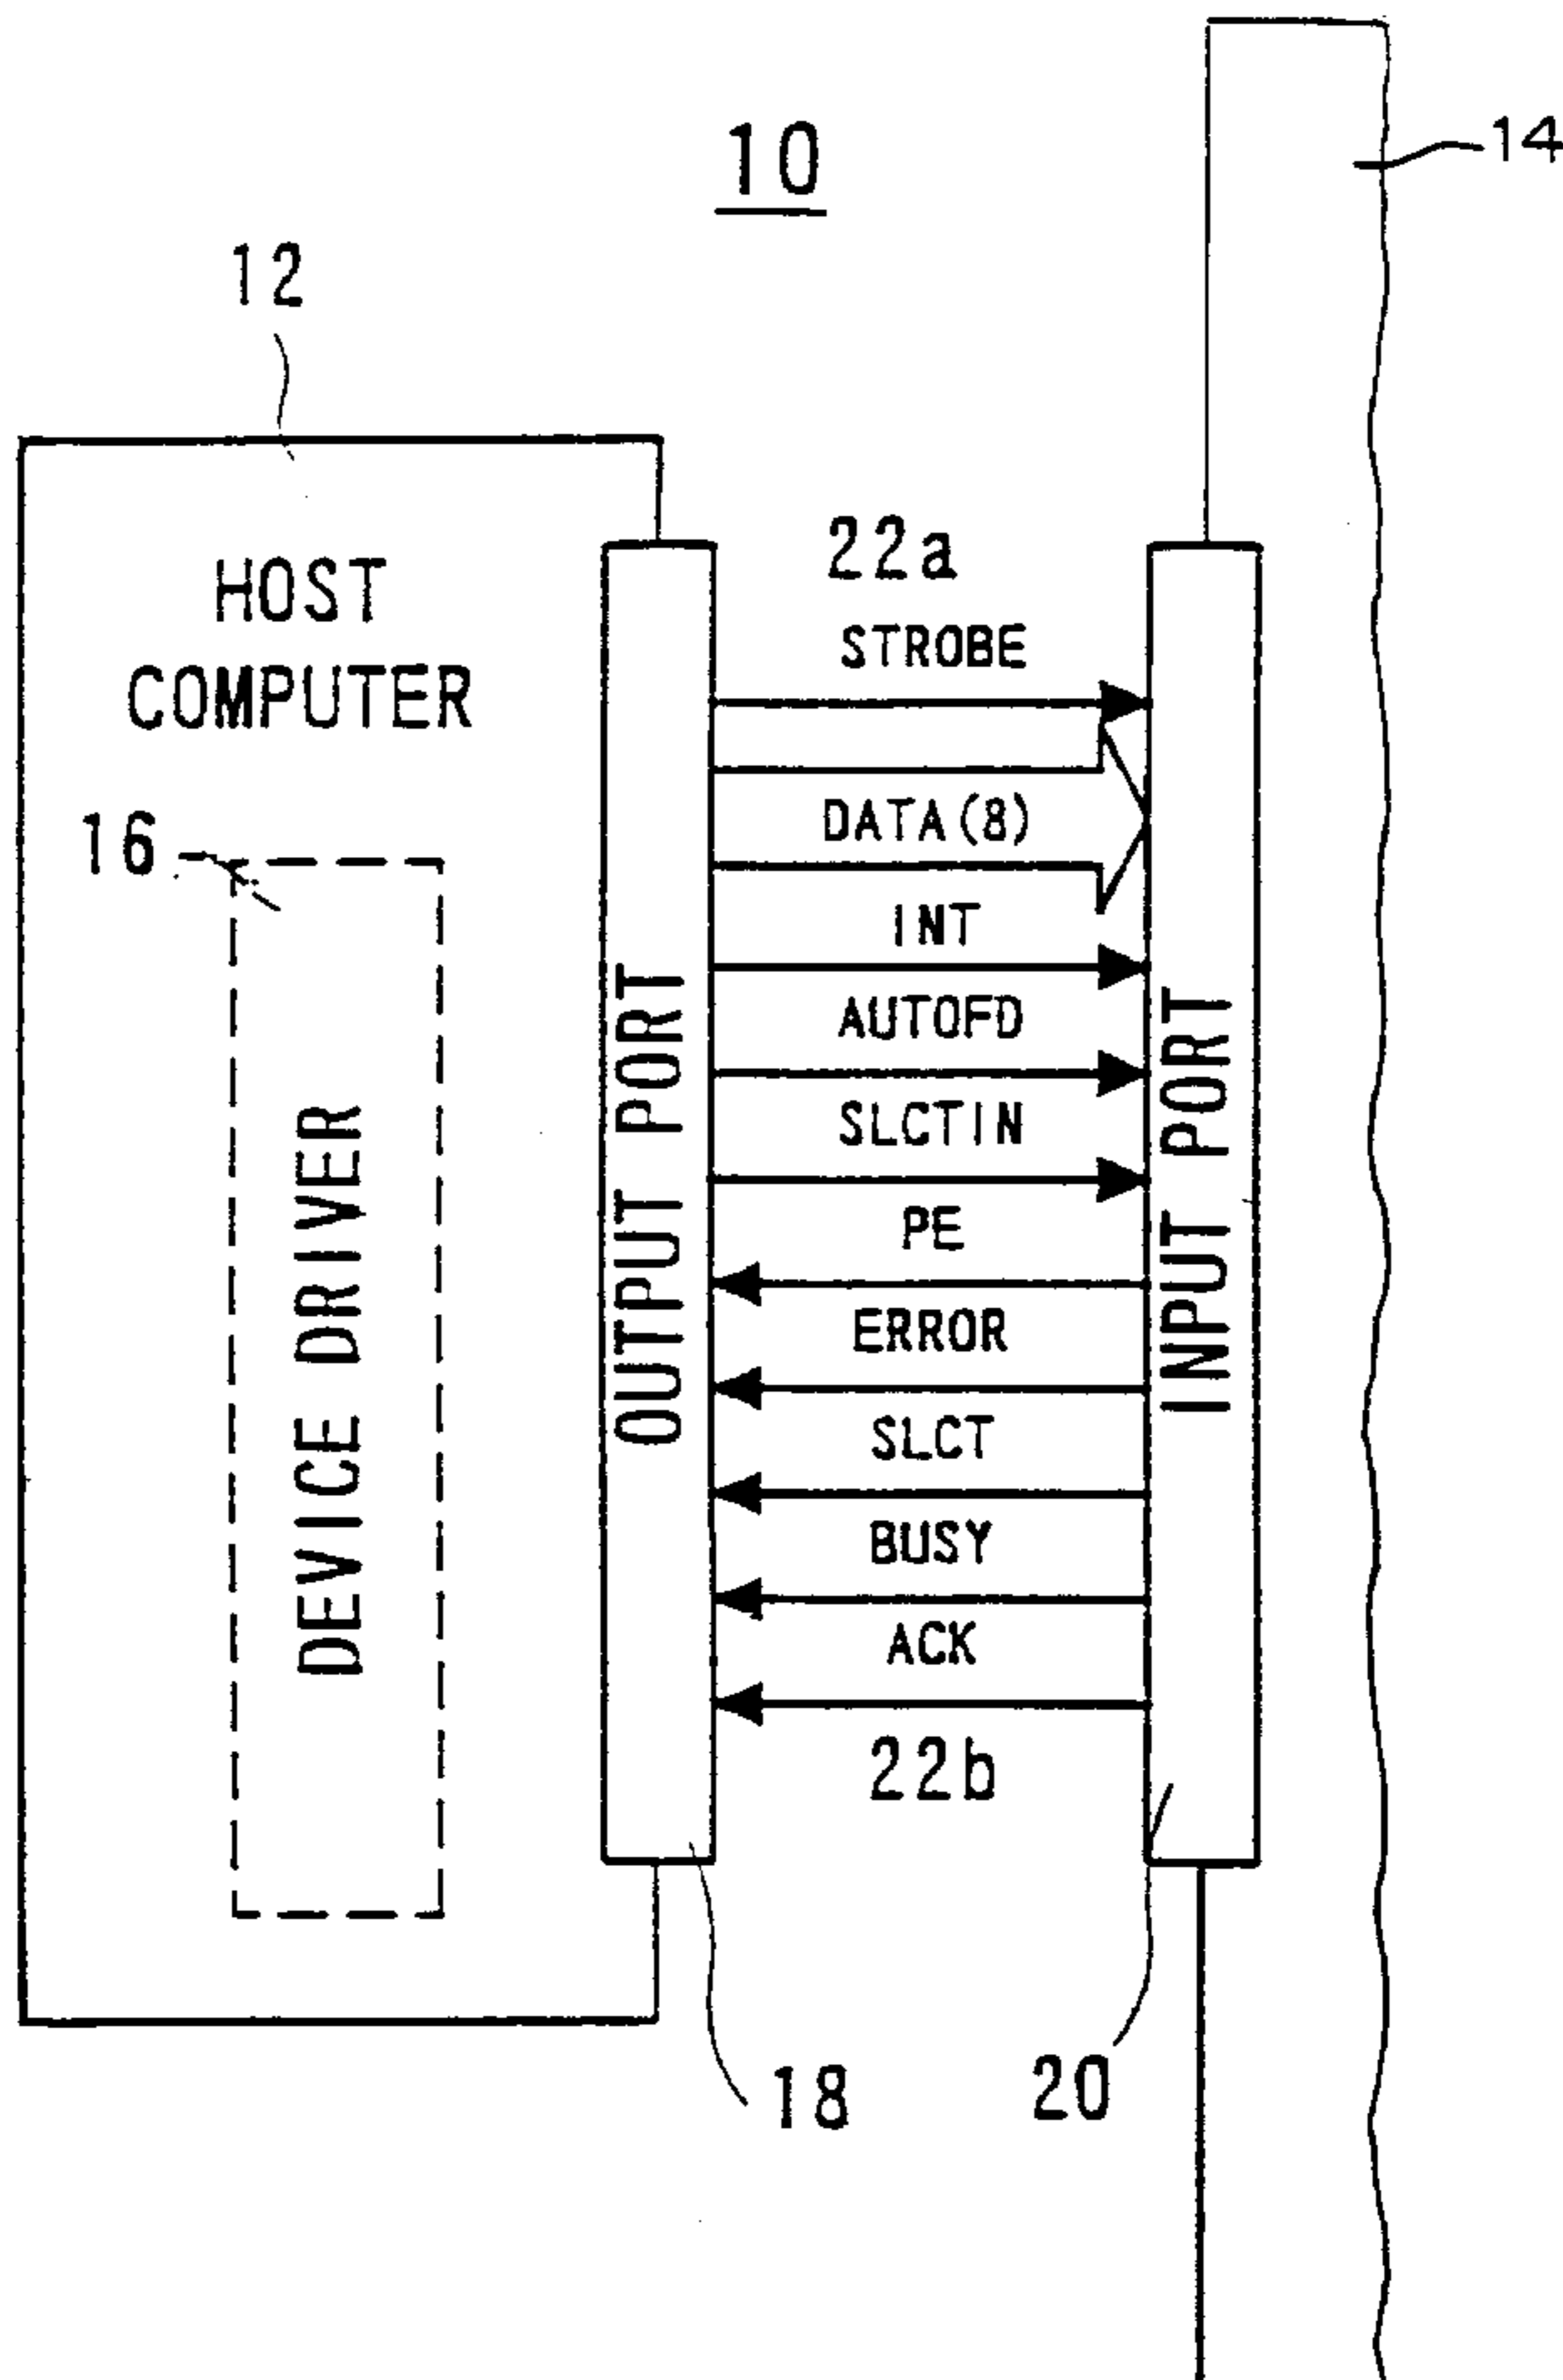 10
14
12
HOST
COMPUTER
16
DEVICE DRIVER
OUTPUT PORT
22a
STROBE
DATA(8)
INT
AUTOFD
SLCTIN
PE
ERROR
SLCT
BUSY
ACK
22b
INPUT PORT
18
20